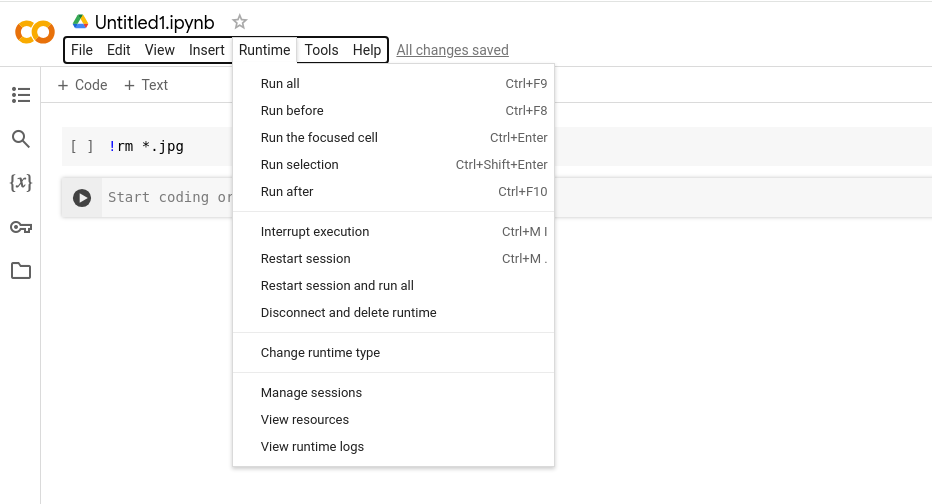 Untitled1.ipynb
File Edit View Insert Runtime Tools Help All changes saved
+ Code + Text
Run all Ctrl+F9
Run before Ctrl+F8
Run the focused cell Ctrl+Enter
Run selection Ctrl+Shift+Enter
Run after Ctrl+F10
Interrupt execution Ctrl+M I
Restart session Ctrl+M .
Restart session and run all
Disconnect and delete runtime
Change runtime type
Manage sessions
View resources
View runtime logs
[ ] !rm *.jpg
Start coding or
{x}